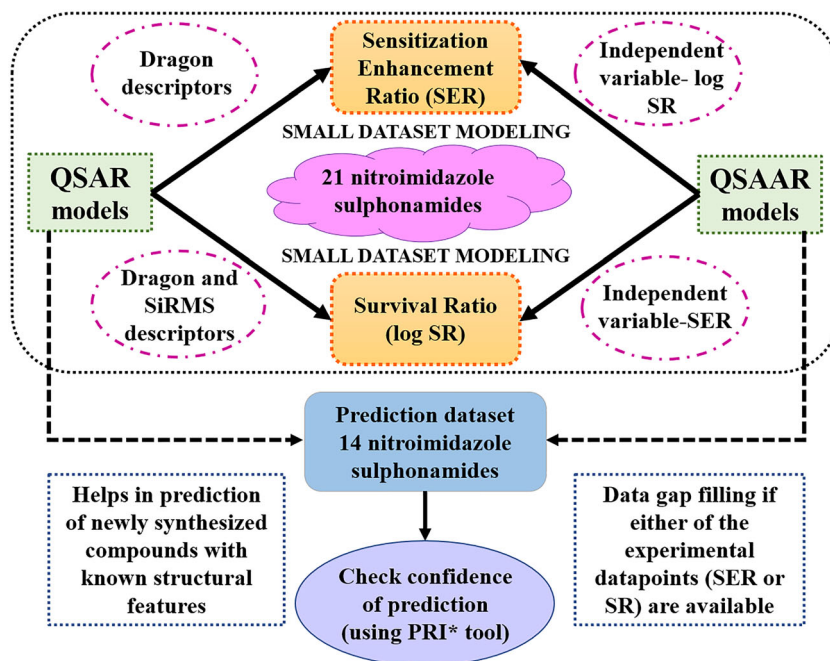 Dragon
descriptors
Sensitization
Enhancement
Ratio (SER)
Independent
variable- log
SR
SMALL DATASET MODELING
QSAR
models
21 nitroimidazole
sulphonamides
QSAAR
models
SMALL DATASET MODELING
Dragon and
SiRMS
descriptors
Survival Ratio
(log SR)
Independent
variable-SER
Prediction dataset
14 nitroimidazole
sulphonamides
Helps in prediction
of newly synthesized
compounds with
known structural
features
Data gap filling if
either of the
experimental
datapoints (SER or
SR) are available
Check confidence
of prediction
(using PRI* tool)